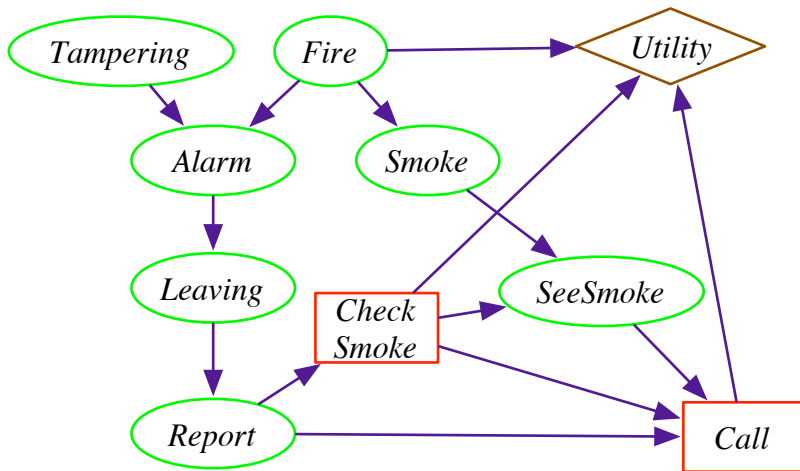 Tampering
Fire
Utility
Alarm
Smoke
Leaving
Check
Smoke
SeeSmoke
Report
Call